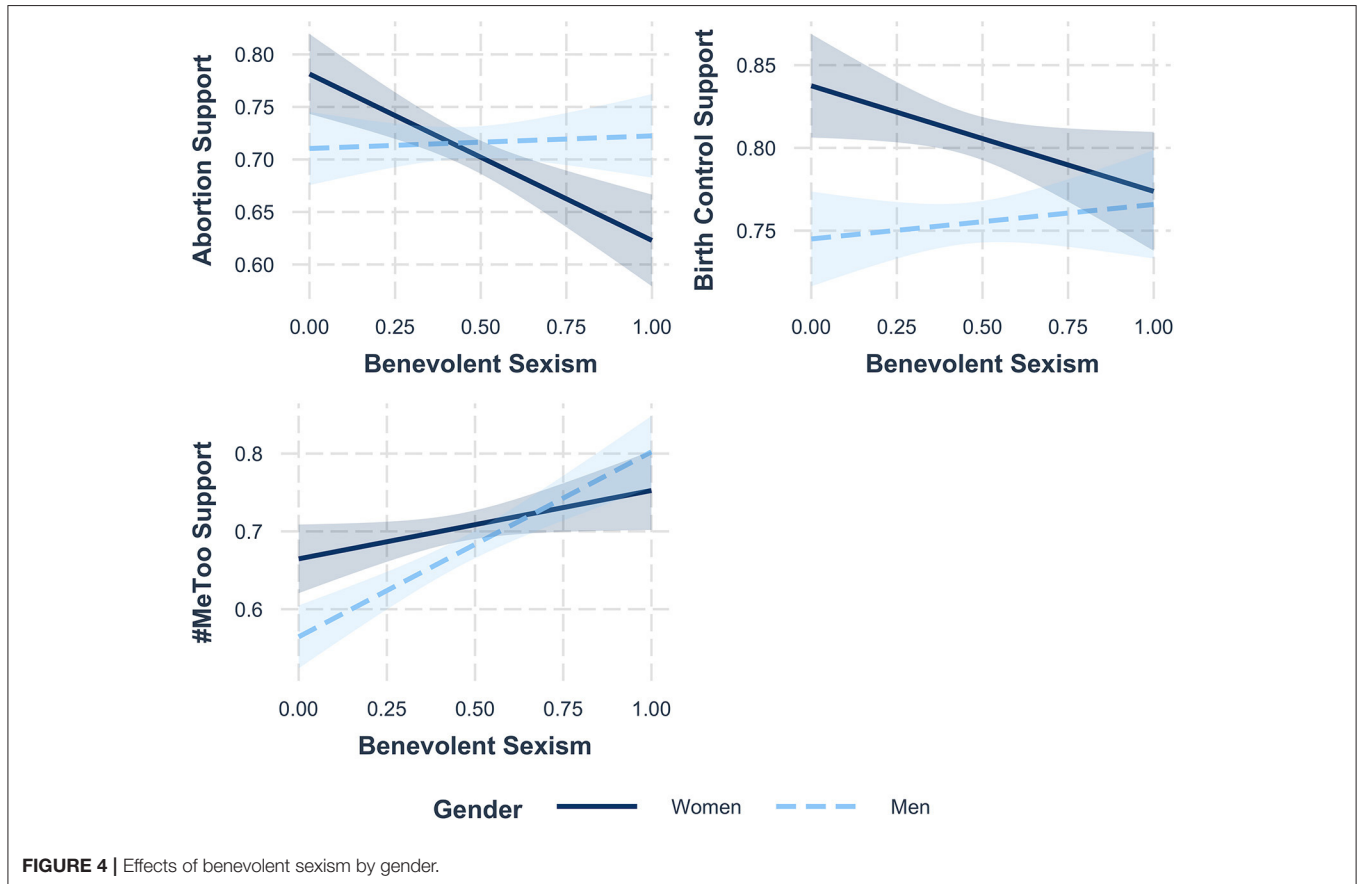 Abortion Support
0.80
0.75
0.70
0.65
0.60
0.00 0.25 0.50 0.75 1.00
Benevolent Sexism
Birth Control Support
0.85
0.80
0.75
0.00 0.25 0.50 0.75 1.00
Benevolent Sexism
#MeToo Support
0.8
0.7
0.6
0.00 0.25 0.50 0.75 1.00
Benevolent Sexism
Gender Women Men
FIGURE 4 | Effects of benevolent sexism by gender.